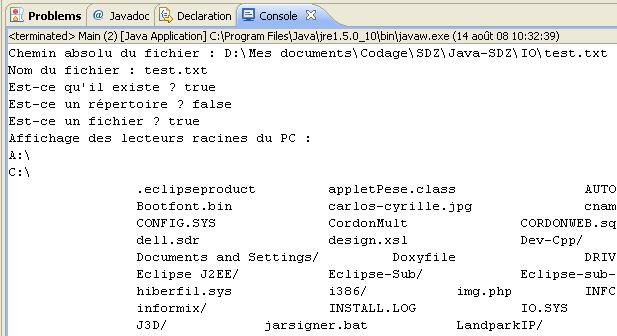 Problems @ Javadoc Declaration Console
<terminated> Main (2) [Java Application] C:\Program Files\Java\jre1.5.0_10\bin\javaw.exe (14 août 08 10:32:39)
Chemin absolu du fichier : D:\Mes documents\Codage\SDZ\Java-SDZ\IO\test.txt
Nom du fichier : test.txt
Est-ce qu'il existe ? true
Est-ce un répertoire ? false
Est-ce un fichier ? true
Affichage des lecteurs racines du PC :
A:\
C:\
.eclipseproduct appletPese.class AUTO
Bootfont.bin carlos-cyrille.jpg cnam
CONFIG.SYS CordonMult CORDONWEB.sq
dell.sdr design.xsl Dev-Cpp/
Documents and Settings/ Doxyfile DRIV
Eclipse J2EE/ Eclipse-Sub/ Eclipse-sub-
hiberfil.sys i386/ img.php INFC
informix/ INSTALL.LOG IO.SYS
J3D/ jarsigner.bat LandparkIP/